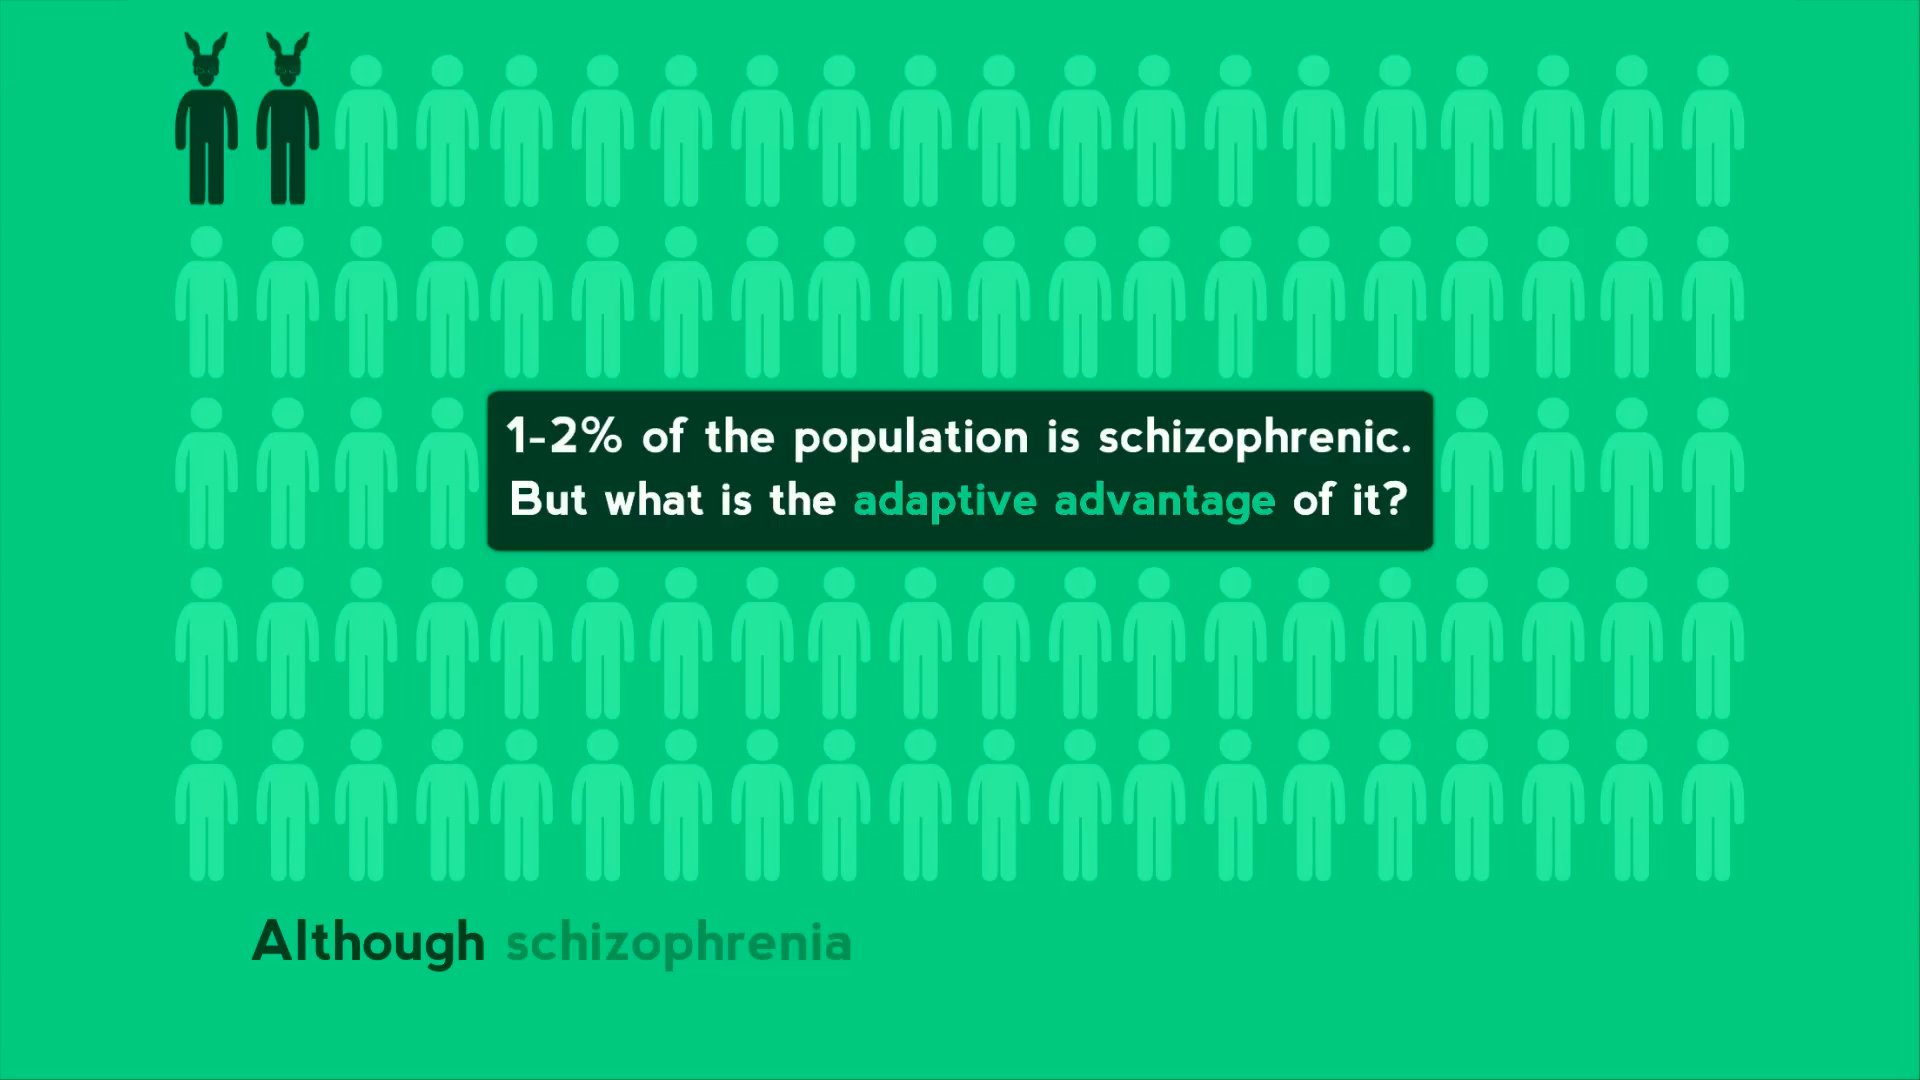 1-2% of the population is schizophrenic.
But what is the adaptive advantage of it?
Although schizophrenia